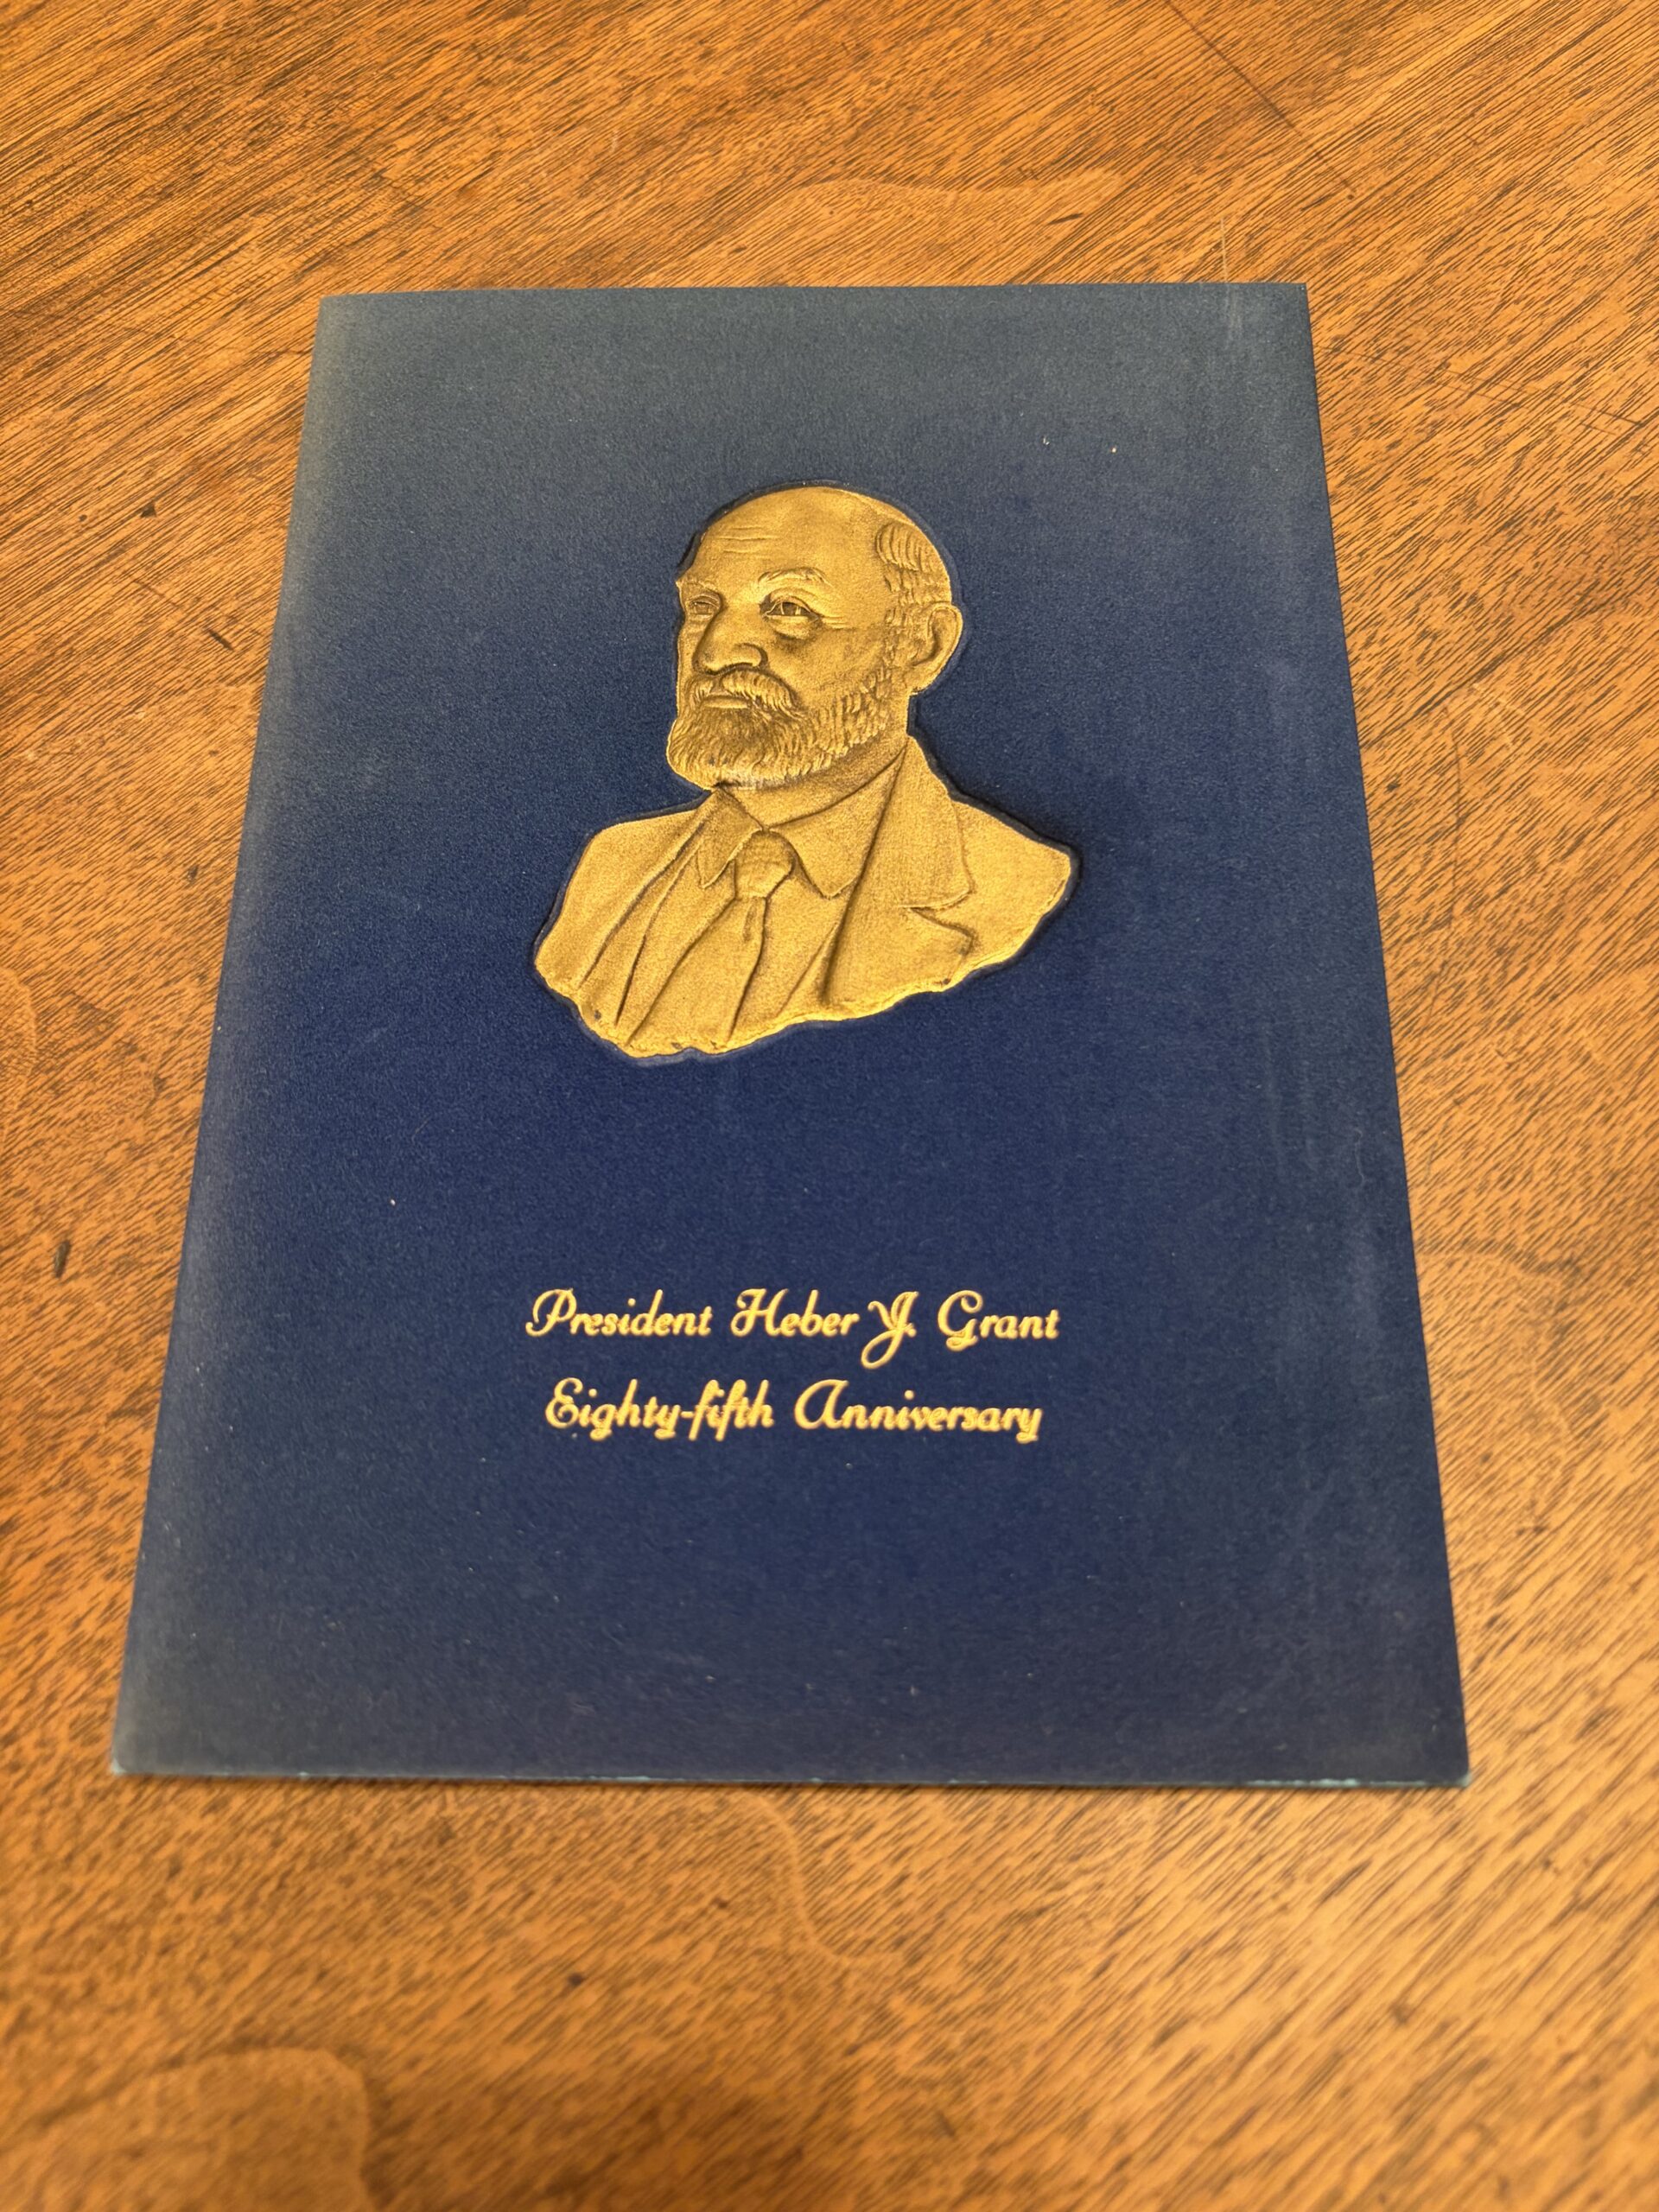 President Heber J. Grant
Eighty-fifth Anniversary